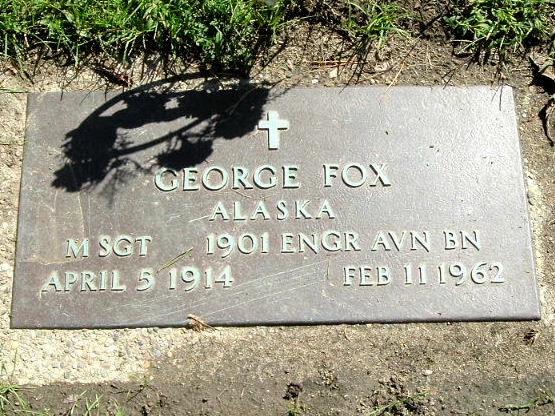 GEORGE FOX
ALASKA
M SGT 1901 ENGR AVN BN
APRIL 5 1914 FEB 11 1962